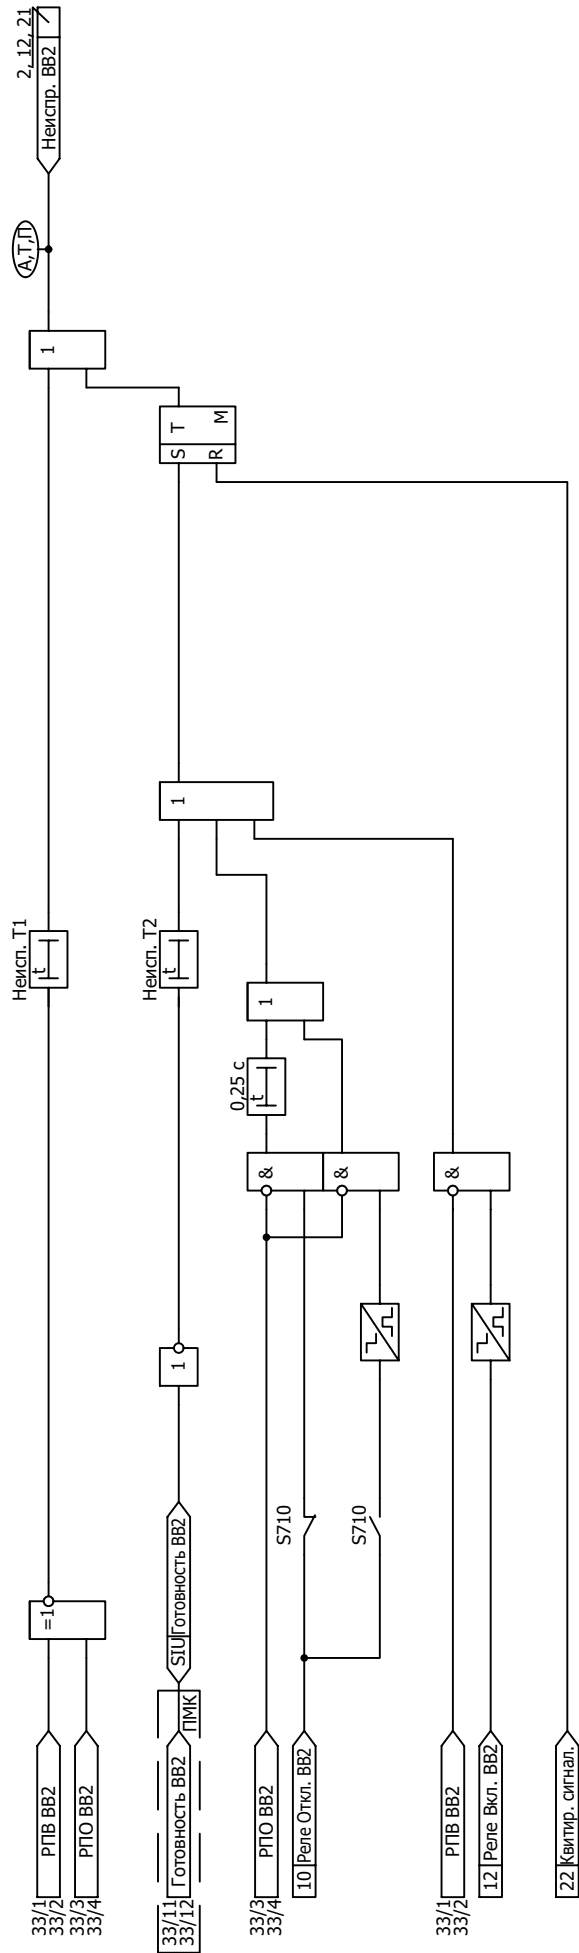 2, 12, 21
Неиспр. ВВ2
А,Т,П
1
S T M
R
1
Неисп. Т1
t
Неисп. Т2
t
1
0,25 с
t
&
&
&
1
=1
S710
S710
SIU Готовность ВВ2
ПМК
33/1
33/2
РПВ ВВ2
33/3
33/4
РПО ВВ2
33/11
33/12
Готовность ВВ2
33/3
33/4
РПО ВВ2
10 Реле Откл. ВВ2
33/1
33/2
РПВ ВВ2
12 Реле Вкл. ВВ2
22 Квитир. сигнал.